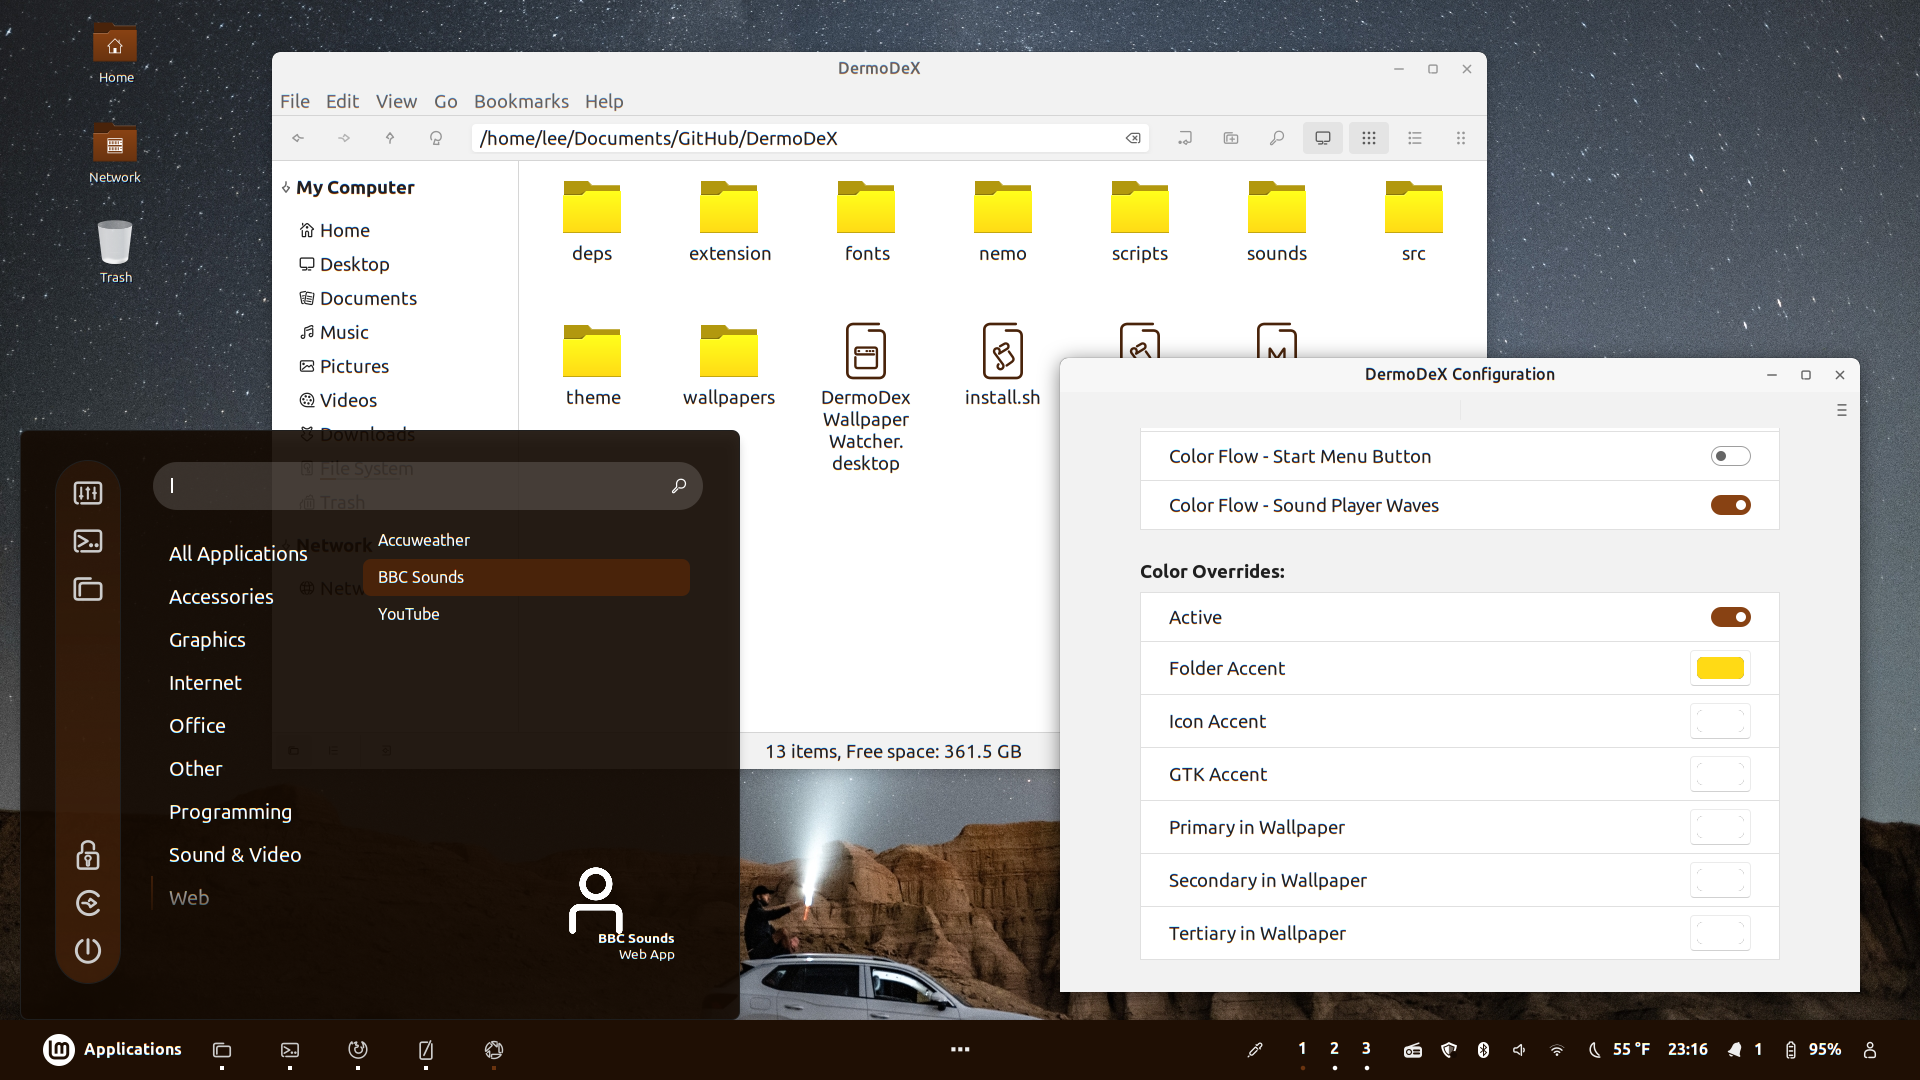 Home
Network
Trash
DermoDeX
File Edit View Go Bookmarks Help
/home/lee/Documents/GitHub/DermoDeX
My Computer
Home
Desktop
Documents
Music
Pictures
Videos
Downloads
File System
Trash
Network
deps
extension
fonts
nemo
scripts
sounds
src
theme
wallpapers
DermoDex
Wallpaper
Watcher.
desktop
install.sh
13 items, Free space: 361.5 GB
All Applications
Accessories
Graphics
Internet
Office
Other
Programming
Sound & Video
Web
Accuweather
BBC Sounds
YouTube
BBC Sounds
Web App
DermoDeX Configuration
Color Flow - Start Menu Button
Color Flow - Sound Player Waves
Color Overrides:
Active
Folder Accent
Icon Accent
GTK Accent
Primary in Wallpaper
Secondary in Wallpaper
Tertiary in Wallpaper
Applications
1 2 3
55 °F
23:16
1
95%